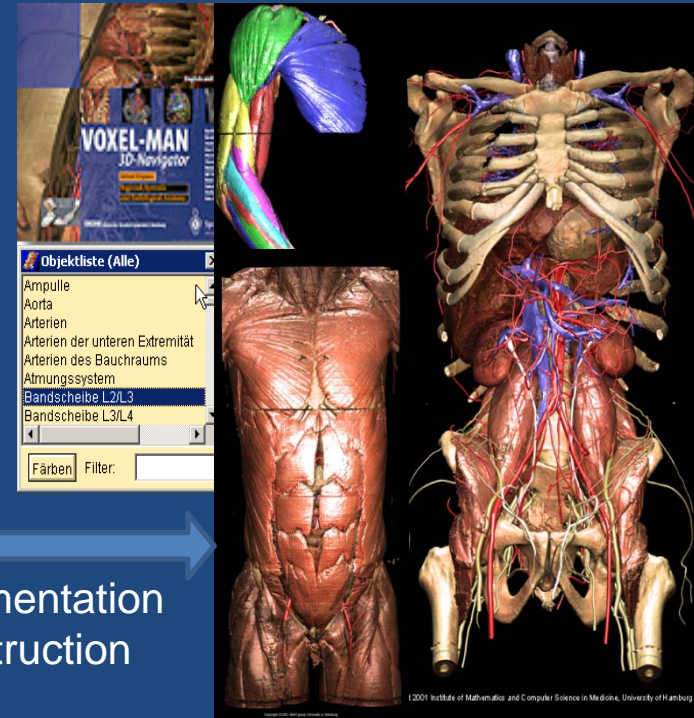 VOXEL-MAN
3D-Navigator
Objektliste (Alle)
Ampulle
Aorta
Arterien
Arterien der unteren Extremität
Arterien des Bauchraums
Atmungssystem
Bandscheibe L2/L3
Bandscheibe L3/L4
Färben Filter:
mentation
truction
2001 Institute of Mathematics and Computer Science in Medicine, University of Hamburg